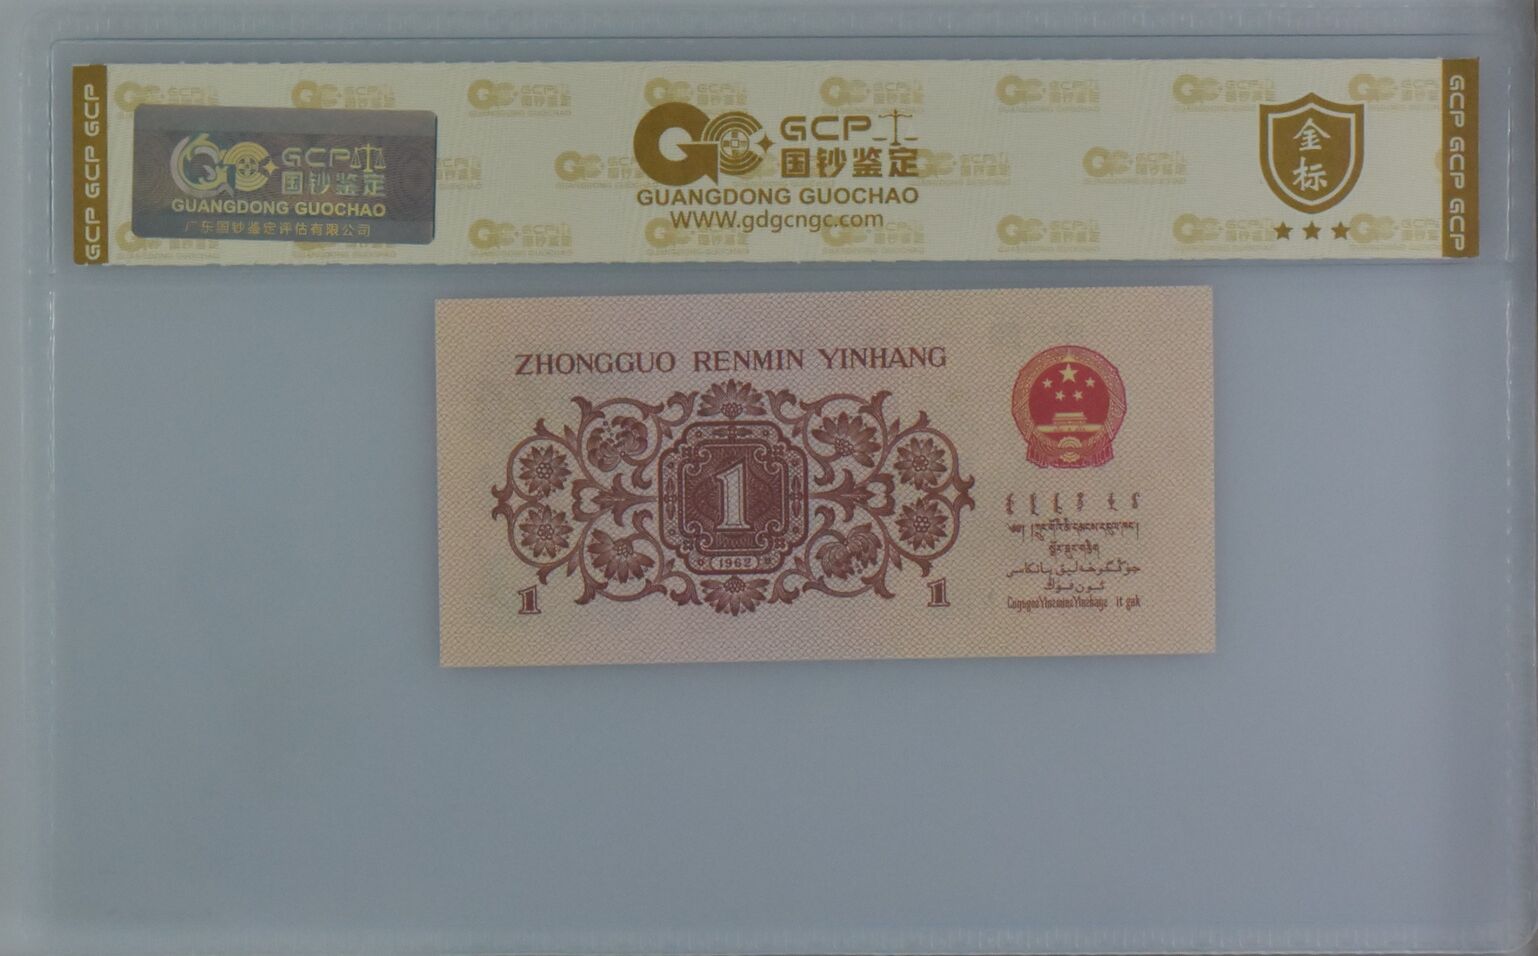 GCP GCP GCP
GCP 国钞鉴定
GUANGDONG GUOCHAO
广东国钞鉴定评估有限公司
GCP
国钞鉴定
GUANGDONG GUOCHAO
WWW.gdgcngc.com
金
标
GCP GCP GCP
ZHONGGUO RENMIN YINHANG
1
1962
1
1
جۇڭگوخەلىق بانكاسى